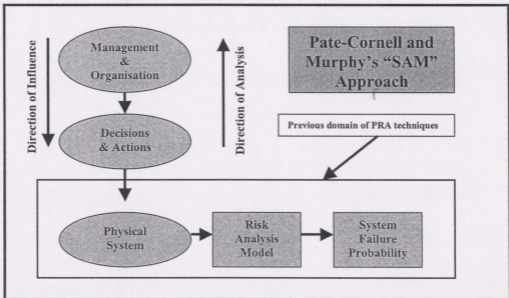 Direction of Influence
Management
&
Organisation
Decisions
& Actions
Direction of Analysis
Pate-Cornell and
Murphy's "SAM"
Approach
Previous domain of PRA techniques
Physical
System
Risk
Analysis
Model
System
Failure
Probability